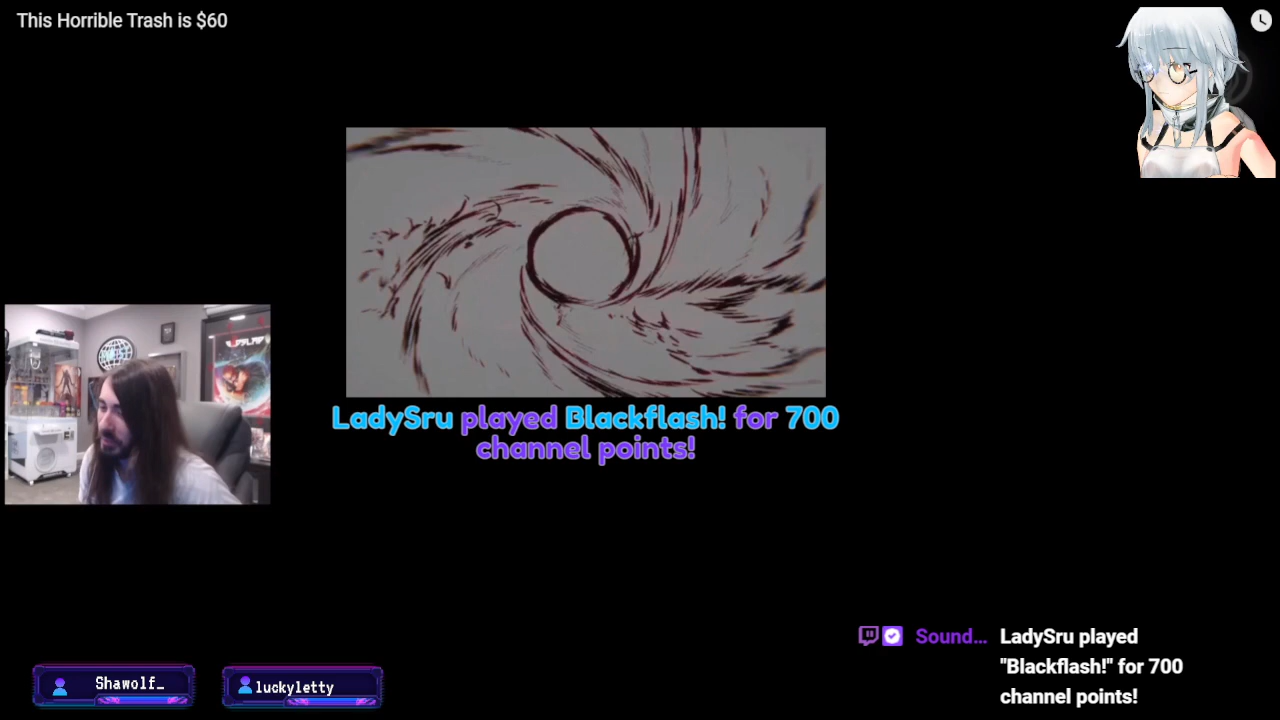 This Horrible Trash is $60
LadySru played Blackflash! for 700
channel points!
Sound... LadySru played
"Blackflash!" for 700
channel points!
Shawolf_
luckyletty